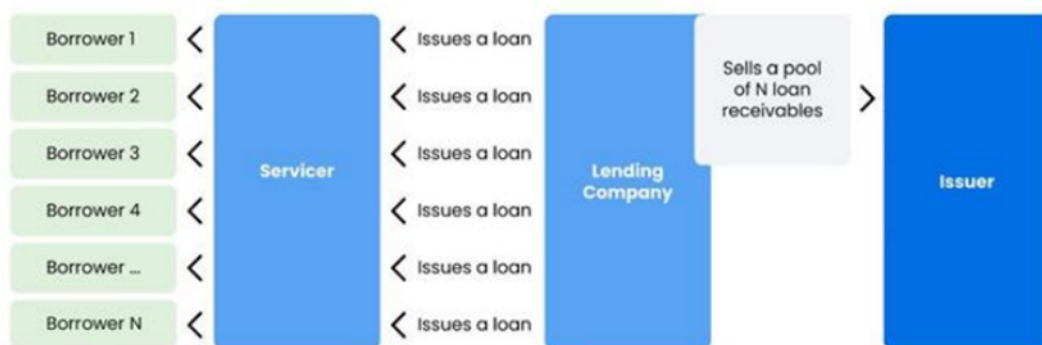 Borrower 1
Issues a loan
Borrower 2
Issues a loan
Borrower 3
Issues a loan
Borrower 4
Issues a loan
Borrower ...
Issues a loan
Borrower N
Issues a loan
Servicer
Lending
Company
Sells a pool
of N loan
receivables
Issuer